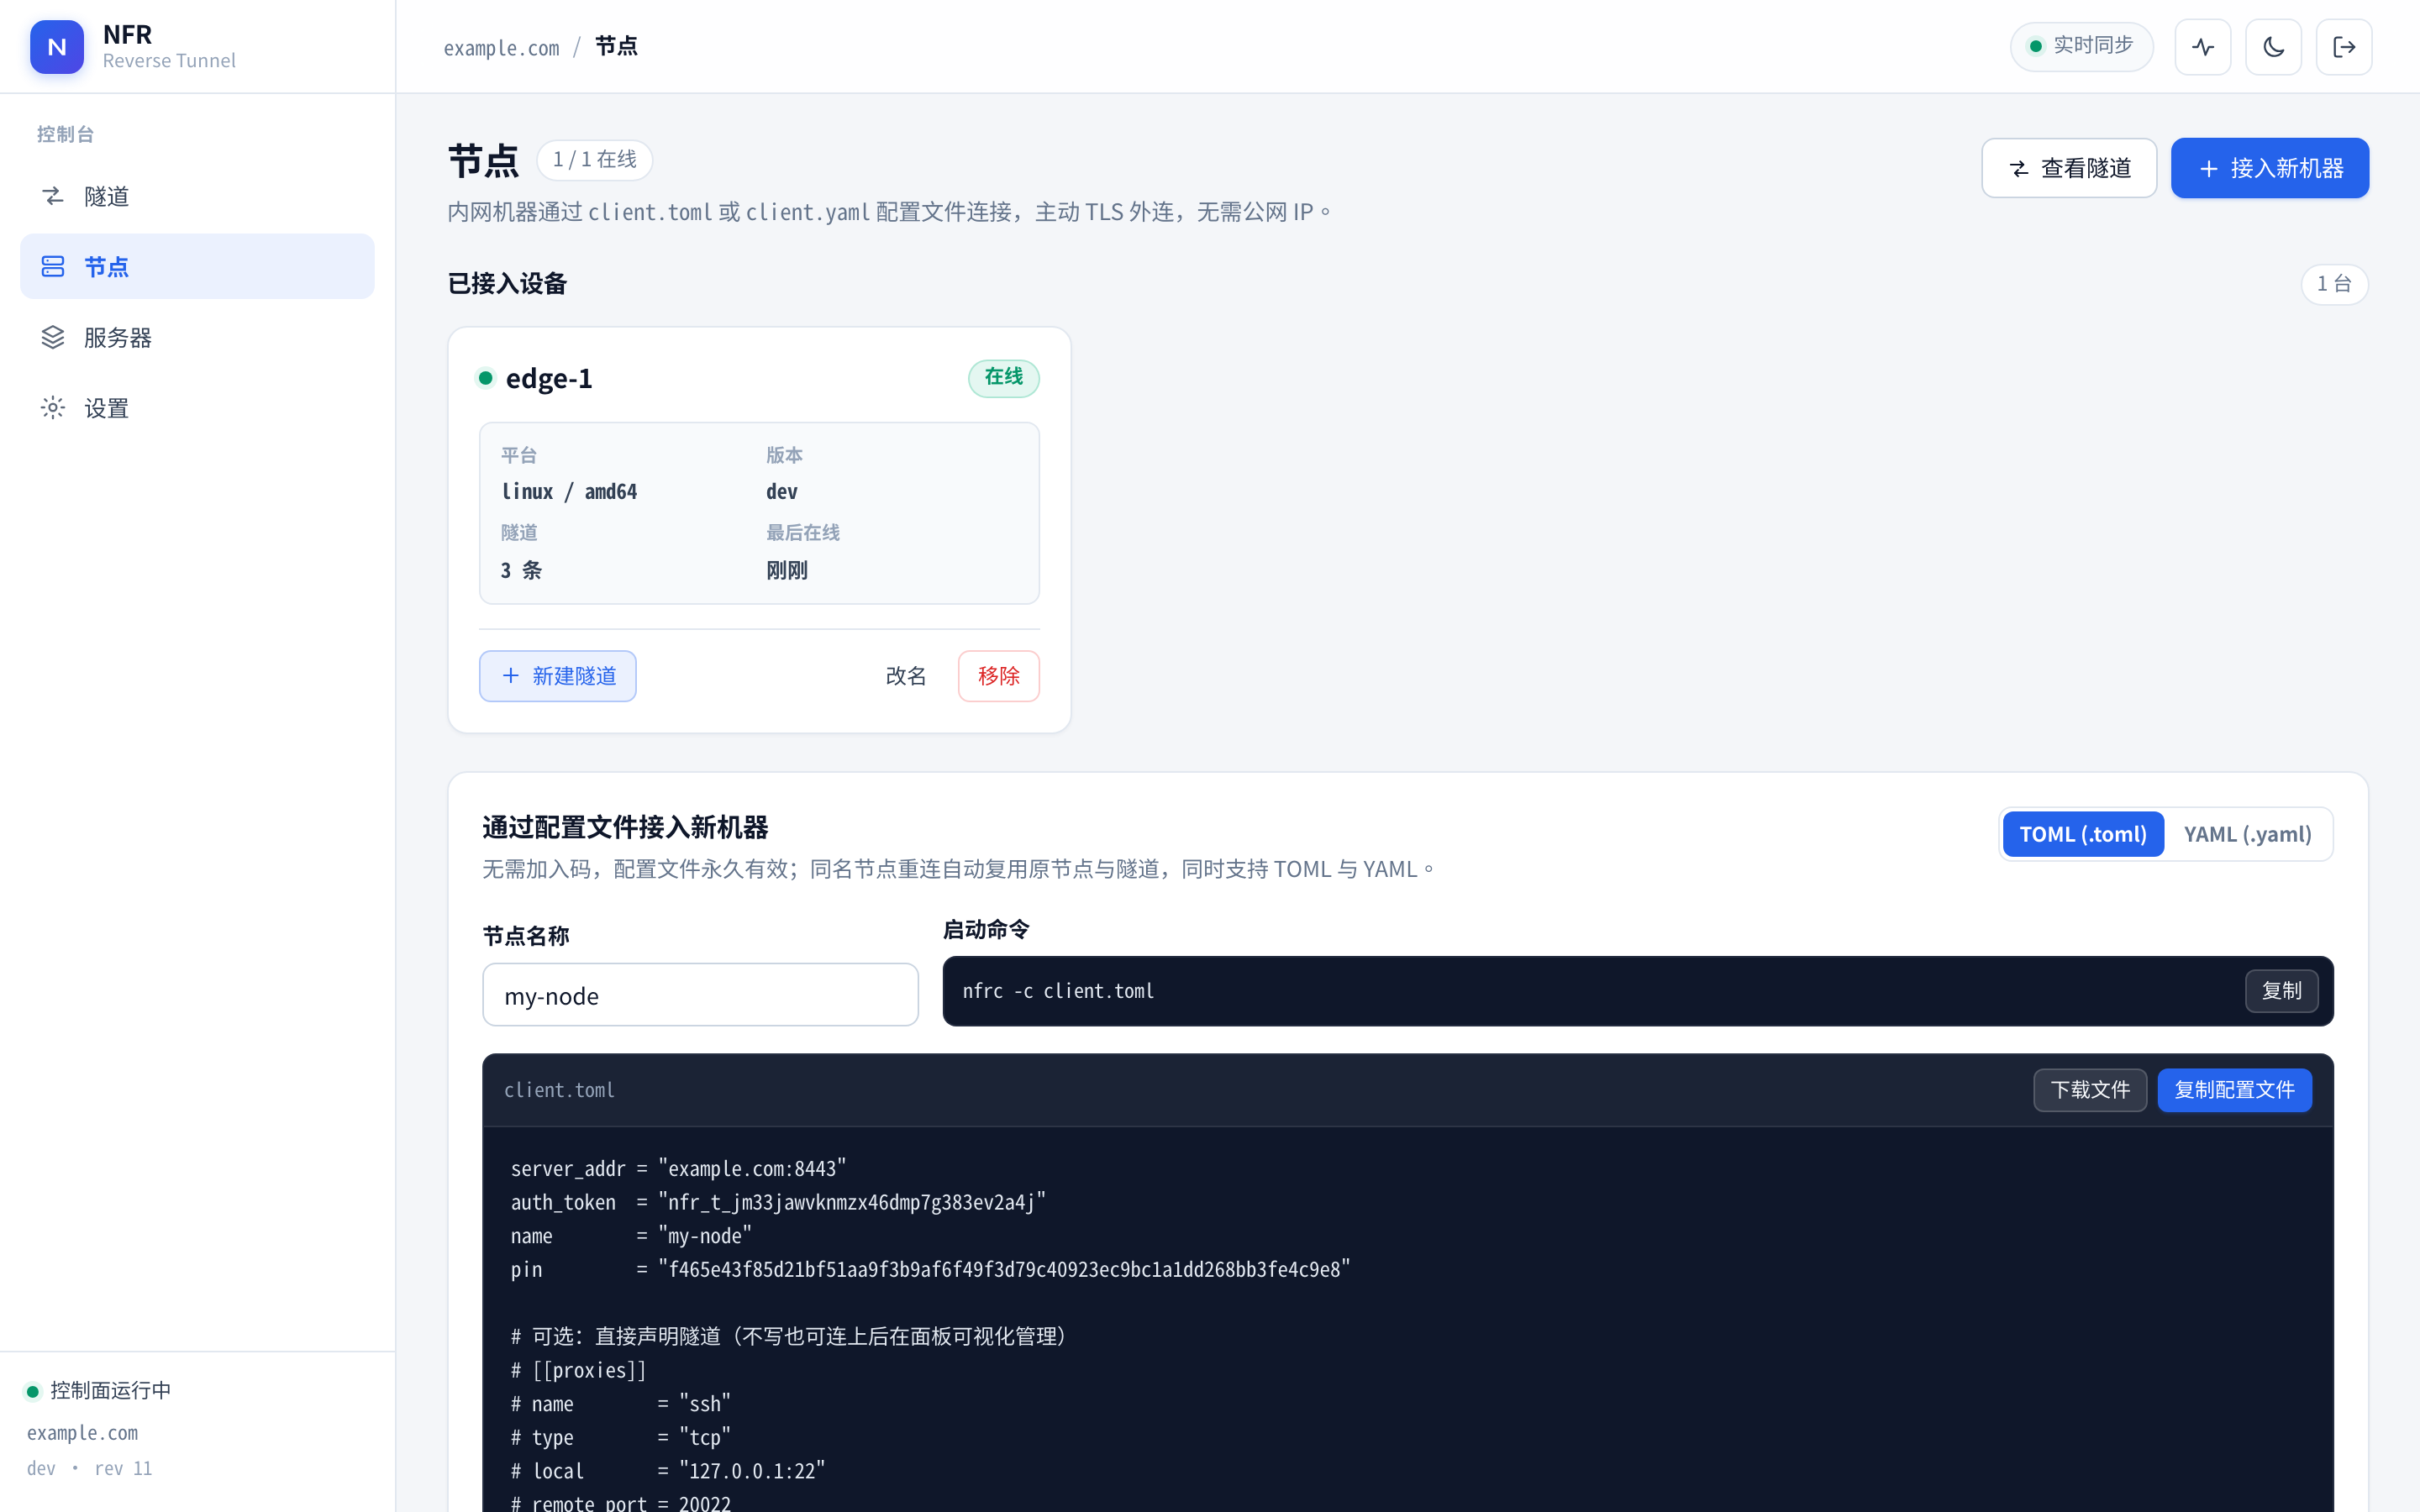 N
NFR
Reverse Tunnel
控制台
隧道
节点
服务器
设置
控制面运行中
example.com
dev • rev 11
example.com / 节点
实时同步
节点
1 / 1 在线
内网机器通过 client.toml 或 client.yaml 配置文件连接，主动 TLS 外连，无需公网 IP。
查看隧道
接入新机器
已接入设备
1 台
edge-1
在线
平台
版本
linux / amd64
dev
隧道
最后在线
3 条
刚刚
新建隧道
改名
移除
通过配置文件接入新机器
无需加入码，配置文件永久有效；同名节点重连自动复用原节点与隧道，同时支持 TOML 与 YAML。
TOML (.toml)
YAML (.yaml)
节点名称
my-node
启动命令
nfrc -c client.toml
复制
client.toml
下载文件
复制配置文件
server_addr = "example.com:8443"
auth_token  = "nfr_t_jm33jawvknmzx46dmp7g383ev2a4j"
name        = "my-node"
pin         = "f465e43f85d21bf51aa9f3b9af6f49f3d79c40923ec9bc1a1dd268bb3fe4c9e8"
# 可选：直接声明隧道（不写也可连上后在面板可视化管理）
# [[proxies]]
# name        = "ssh"
# type        = "tcp"
# local       = "127.0.0.1:22"
# remote_port = 20022